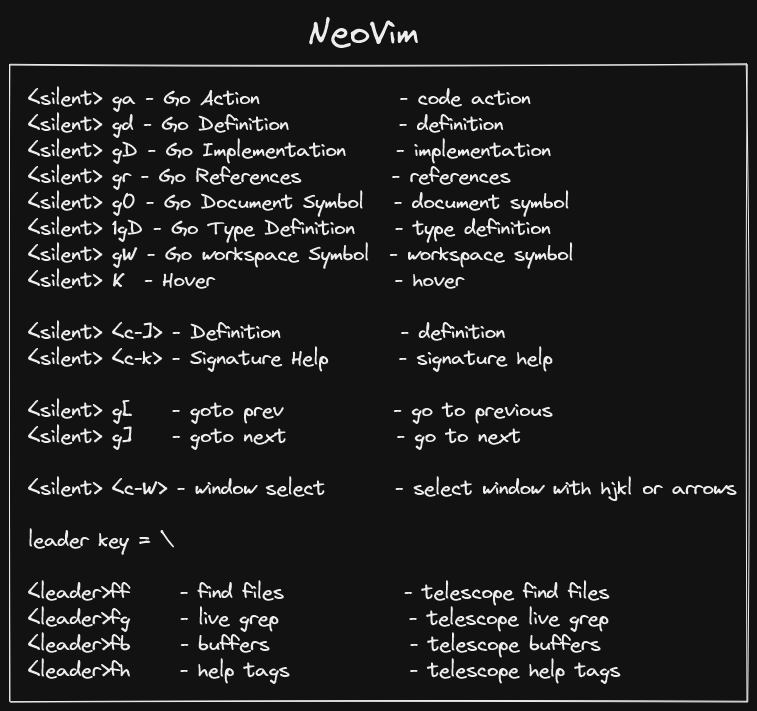 NeoVim
<silent> ga - Go Action - code action
<silent> gd - Go Definition - definition
<silent> gD - Go Implementation - implementation
<silent> gr - Go References - references
<silent> g0 - Go Document Symbol - document symbol
<silent> 1gD - Go Type Definition - type definition
<silent> gW - Go workspace Symbol - workspace symbol
<silent> K - Hover - hover
<silent> <c-]> - Definition - definition
<silent> <c-k> - Signature Help - signature help
<silent> g[ - goto prev - go to previous
<silent> g] - goto next - go to next
<silent> <c-W> - window select - select window with hjkl or arrows
leader key = \
<leader>ff - find files - telescope find files
<leader>fg - live grep - telescope live grep
<leader>fb - buffers - telescope buffers
<leader>fh - help tags - telescope help tags